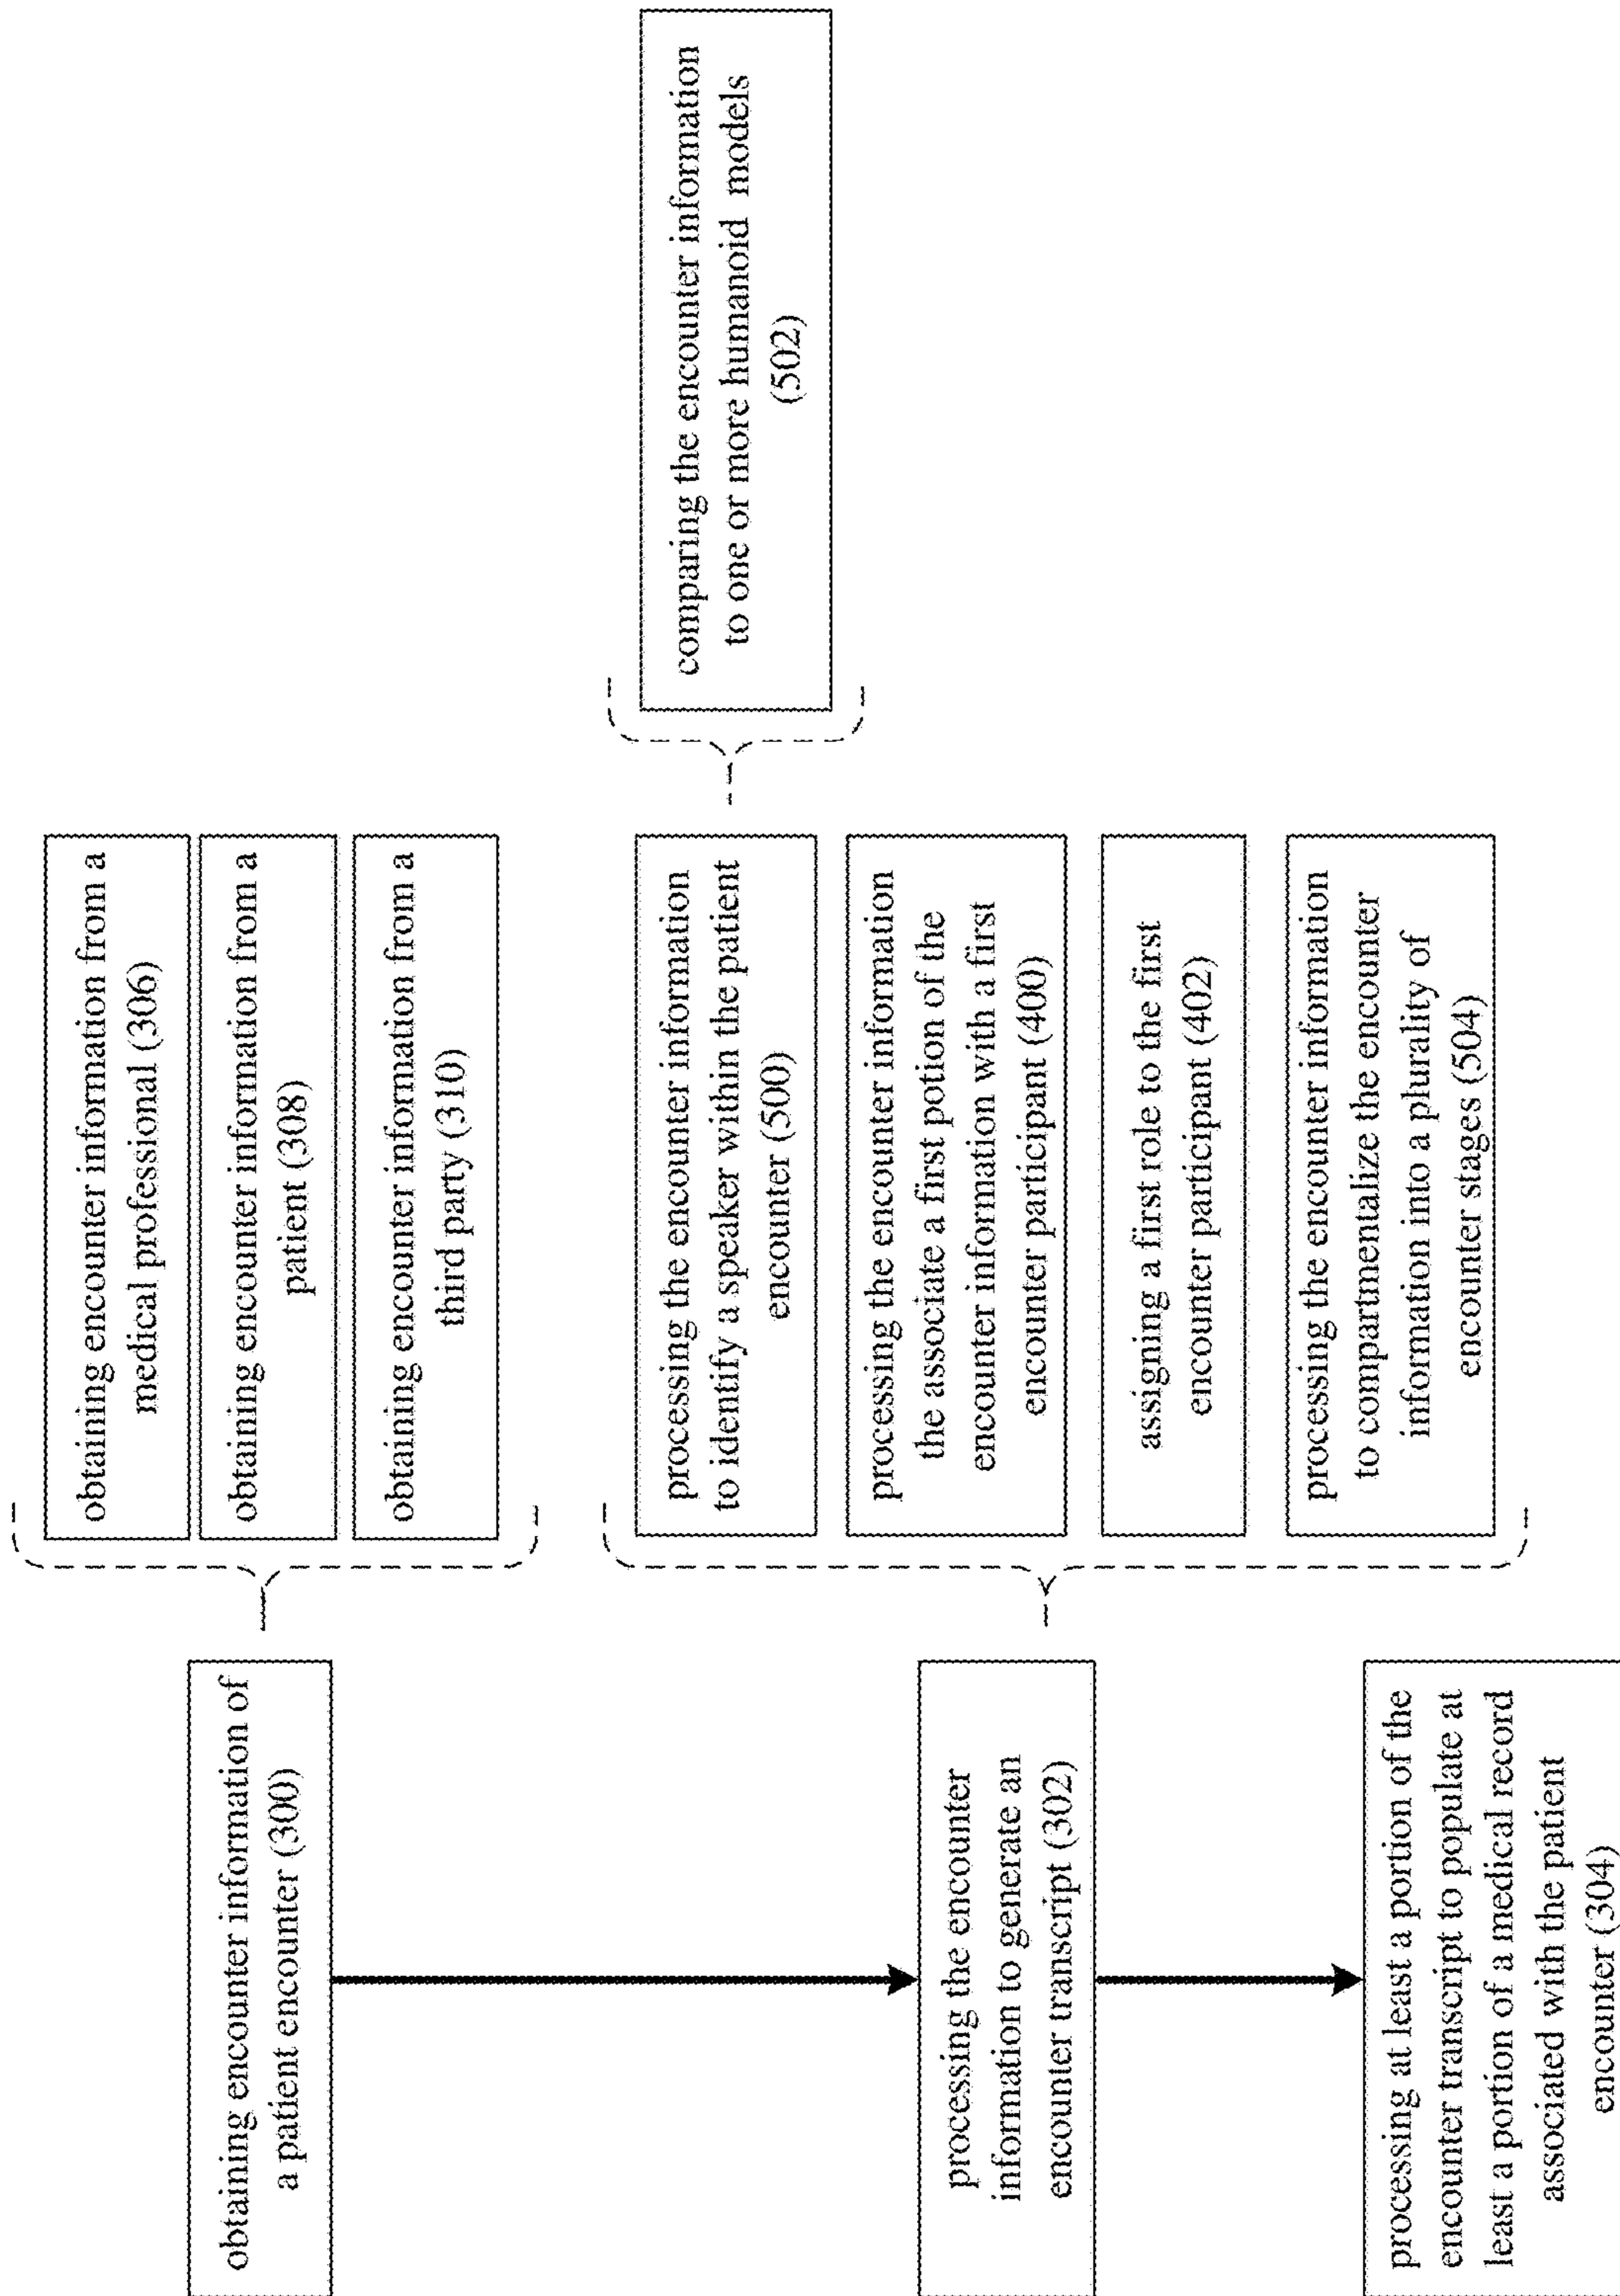 obtaining encounter information of
a patient encounter (300)
obtaining encounter information from a
medical professional (306)
obtaining encounter information from a
patient (308)
obtaining encounter information from a
third party (310)
processing the encounter
information to generate an
encounter transcript (302)
processing the encounter information
to identify a speaker within the patient
encounter (500)
comparing the encounter information
to one or more humanoid models
(502)
processing the encounter information
the associate a first potion of the
encounter information with a first
encounter participant (400)
assigning a first role to the first
encounter participant (402)
processing the encounter information
to compartmentalize the encounter
information into a plurality of
encounter stages (504)
processing at least a portion of the
encounter transcript to populate at
least a portion of a medical record
associated with the patient
encounter (304)